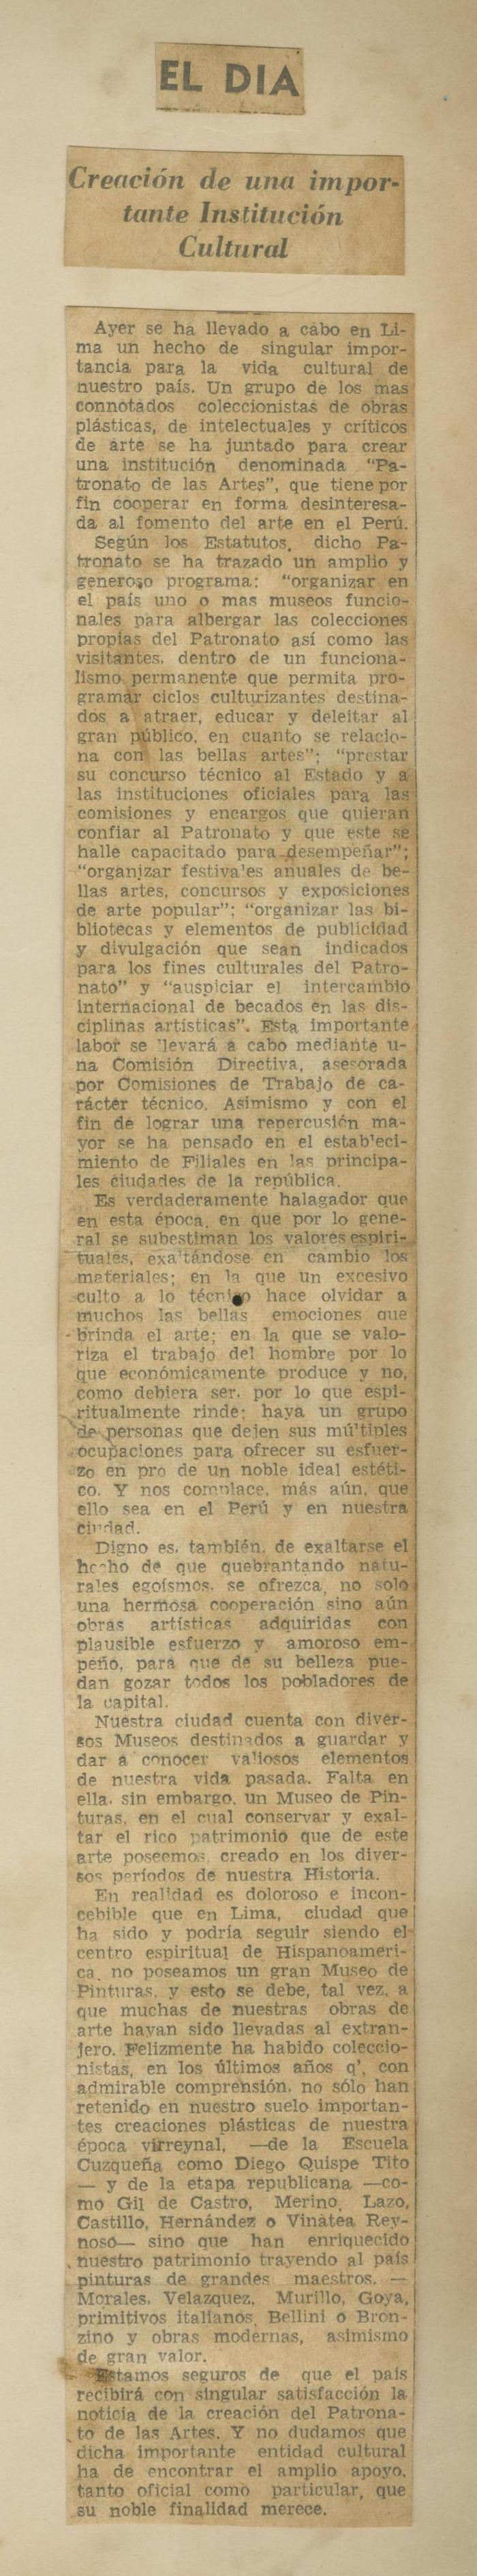 EL DIA
Creación de una impor-
tante Institución
Cultural
Ayer se ha llevado a cabo en Li-
ma un hecho de singular impor-
tancia para la vida cultural de
nuestro país. Un grupo de los mas
connotados coleccionistas de obras
plásticas, de intelectuales y críticos
de arte se ha juntado para crear
una institución denominada "Pa-
tronato de las Artes", que tiene por
fin cooperar en forma desinteresa-
da al fomento del arte en el Perú.
Según los Estatutos, dicho Pa-
tronato se ha trazado un amplio y
generoso programa: "organizar en
el país uno o mas museos funcio-
nales para albergar las colecciones
propias del Patronato así como las
visitantes, dentro de un funciona-
lismo permanente que permita pro-
gramar ciclos culturizantes destina-
dos a atraer, educar y deleitar al
gran público, en cuanto se relacio-
na con las bellas artes"; "prestar
su concurso técnico al Estado y a
las instituciones oficiales para las
comisiones y encargos que quieran
confiar al Patronato y que este se
halle capacitado para desempeñar";
"organizar festivales anuales de be-
llas artes, concursos y exposiciones
de arte popular"; "organizar las bi-
bliotecas y elementos de publicidad
y divulgación que sean indicados
para los fines culturales del Patro-
nato" y "auspiciar el intercambio
internacional de becados en las dis-
ciplinas artísticas". Esta importante
labor se llevará a cabo mediante u-
na Comisión Directiva, asesorada
por Comisiones de Trabajo de ca-
rácter técnico. Asimismo y con el
fin de lograr una repercusión ma-
yor se ha pensado en el estableci-
miento de Filiales en las principa-
les ciudades de la república.
Es verdaderamente halagador que
en esta época, en que por lo gene-
ral se subestiman los valores espiri-
tuales, exaltándose en cambio los
materiales; en la que un excesivo
culto a lo técnico hace olvidar a
muchos las bellas emociones que
brinda el arte; en la que se valo-
riza el trabajo del hombre por lo
que económicamente produce y no,
como debiera ser, por lo que espi-
ritualmente rinde; haya un grupo
de personas que dejen sus múltiples
ocupaciones para ofrecer su esfuer-
zo en pro de un noble ideal estéti-
co. Y nos complace, más aún, que
ello sea en el Perú y en nuestra
ciudad.
Digno es, también, de exaltarse el
hecho de que quebrantando natu-
rales egoísmos, se ofrezca, no solo
una hermosa cooperación sino aún
obras artísticas adquiridas con
plausible esfuerzo y amoroso em-
peño, para que de su belleza pue-
dan gozar todos los pobladores de
la capital.
Nuestra ciudad cuenta con diver-
sos Museos destinados a guardar y
dar a conocer valiosos elementos
de nuestra vida pasada. Falta en
ella, sin embargo, un Museo de Pin-
turas, en el cual conservar y exal-
tar el rico patrimonio que de este
arte poseemos, creado en los diver-
sos períodos de nuestra Historia.
En realidad es doloroso e incon-
cebible que en Lima, ciudad que
ha sido y podría seguir siendo el
centro espiritual de Hispanoaméri-
ca, no poseamos un gran Museo de
Pinturas, y esto se debe, tal vez, a
que muchas de nuestras obras de
arte hayan sido llevadas al extran-
jero. Felizmente ha habido coleccio-
nistas, en los últimos años q', con
admirable comprensión, no sólo han
retenido en nuestro suelo importan-
tes creaciones plásticas de nuestra
época virreynal, —de la Escuela
Cuzqueña como Diego Quispe Tito
— y de la etapa republicana —co-
mo Gil de Castro, Merino, Lazo,
Castillo, Hernández o Vinatea Rey-
noso— sino que han enriquecido
nuestro patrimonio trayendo al país
pinturas de grandes maestros. —
Morales, Velazquez, Murillo, Goya,
primitivos italianos, Bellini o Bron-
zino y obras modernas, asimismo
de gran valor.
Estamos seguros de que el país
recibirá con singular satisfacción la
noticia de la creación del Patrona-
to de las Artes. Y no dudamos que
dicha importante entidad cultural
ha de encontrar el amplio apoyo,
tanto oficial como particular, que
su noble finalidad merece.